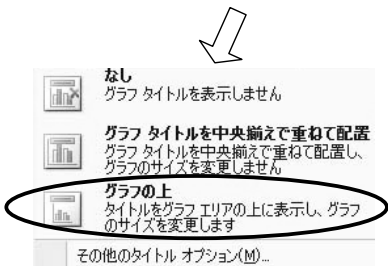 なし
グラフ タイトルを表示しません
グラフ タイトルを中央揃えで重ねて配置
グラフ タイトルを中央揃えで重ねて配置し、
グラフのサイズを変更しません
グラフの上
タイトルをグラフ エリアの上に表示し、グラフ
のサイズを変更します
その他のタイトル オプション(M)...